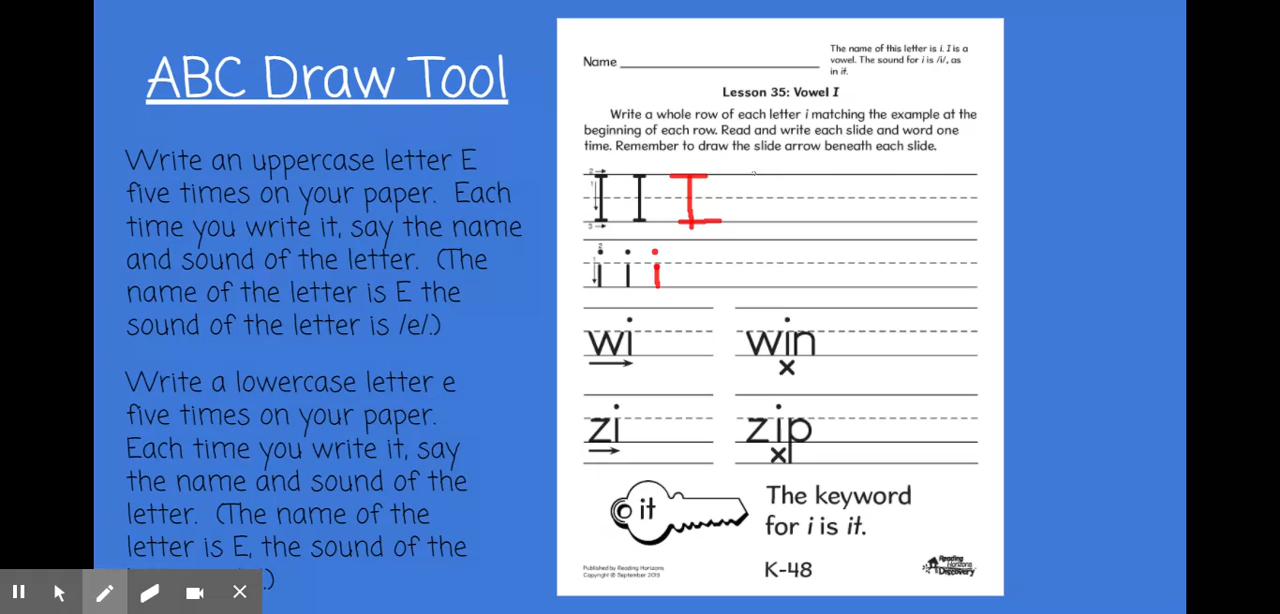 ABC Draw Tool
Write an uppercase letter E
five times on your paper. Each
time you write it, say the name
and sound of the letter. (The
name of the letter is E the
sound of the letter is /e/.)
Write a lowercase letter e
five times on your paper.
Each time you write it, say
the name and sound of the
letter. (The name of the
letter is E, the sound of the
)
Name
The name of this letter is i. I is a
vowel. The sound for i is /i/, as
in it.
Lesson 35: Vowel I
Write a whole row of each letter i matching the example at the
beginning of each row. Read and write each slide and word one
time. Remember to draw the slide arrow beneath each slide.
2
1
3
I I I
2
1
i i i
wi win
x
zi zip
x
it
The keyword
for i is it.
Published by Reading Horizons
Copyright © September 2015
K-48
Reading
Horizons
Discovery